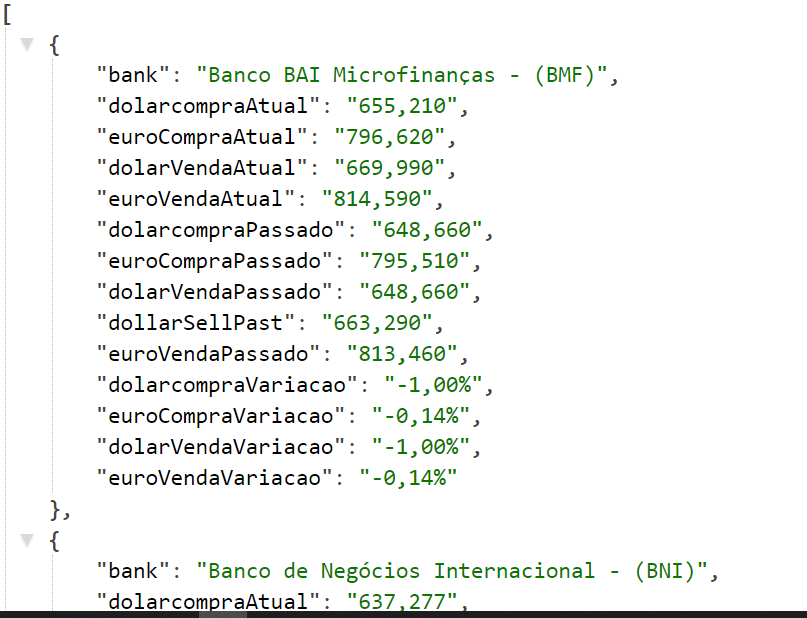 [
{
"bank": "Banco BAI Microfinanças - (BMF)",
"dolarcompraAtual": "655,210",
"euroCompraAtual": "796,620",
"dolarVendaAtual": "669,990",
"euroVendaAtual": "814,590",
"dolarcompraPassado": "648,660",
"euroCompraPassado": "795,510",
"dolarVendaPassado": "648,660",
"dollarSellPast": "663,290",
"euroVendaPassado": "813,460",
"dolarcompraVariacao": "-1,00%",
"euroCompraVariacao": "-0,14%",
"dolarVendaVariacao": "-1,00%",
"euroVendaVariacao": "-0,14%"
},
{
"bank": "Banco de Negócios Internacional - (BNI)",
"dolarcompraAtual": "637,277",